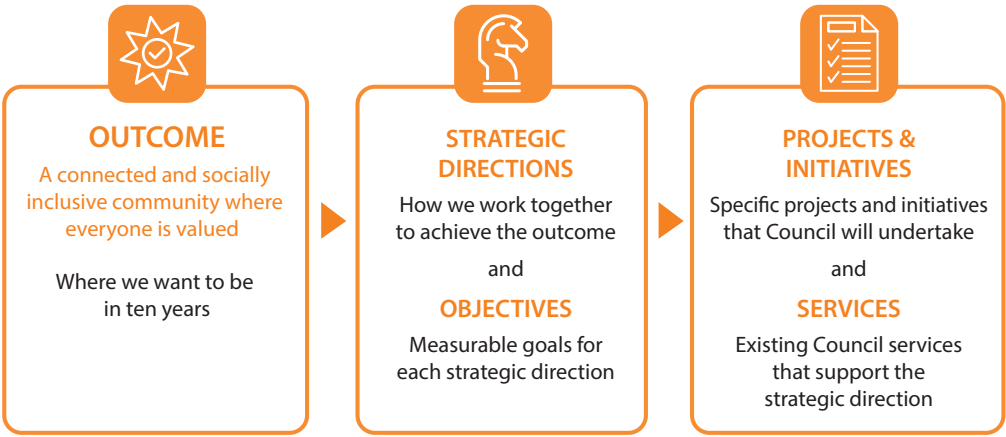 OUTCOME
A connected and socially
inclusive community where
everyone is valued
Where we want to be
in ten years
STRATEGIC
DIRECTIONS
How we work together
to achieve the outcome
and
OBJECTIVES
Measurable goals for
each strategic direction
PROJECTS &
INITIATIVES
Specific projects and initiatives
that Council will undertake
and
SERVICES
Existing Council services
that support the
strategic direction